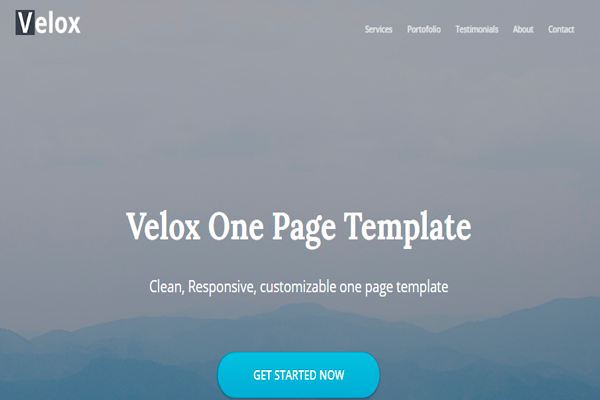 Velox
Services Portofolio Testimonials About Contact
Velox One Page Template
Clean, Responsive, customizable one page template
GET STARTED NOW